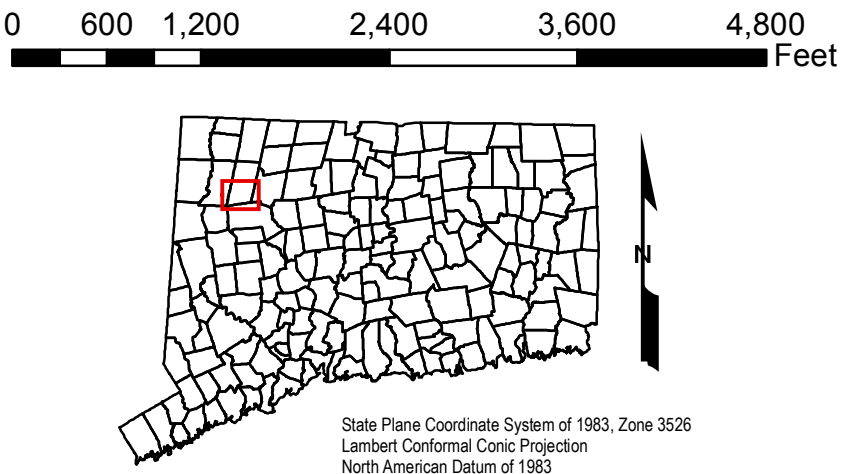 0 600 1,200 2,400 3,600 4,800
Feet
N
State Plane Coordinate System of 1983, Zone 3526
Lambert Conformal Conic Projection
North American Datum of 1983